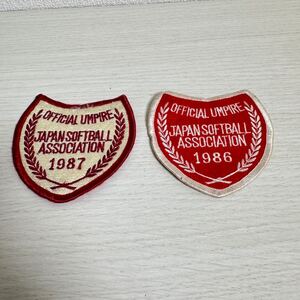 OFFICIAL UMPIRE
JAPAN SOFTBALL
ASSOCIATION
1987
OFFICIAL UMPIRE
JAPAN SOFTBALL
ASSOCIATION
1986